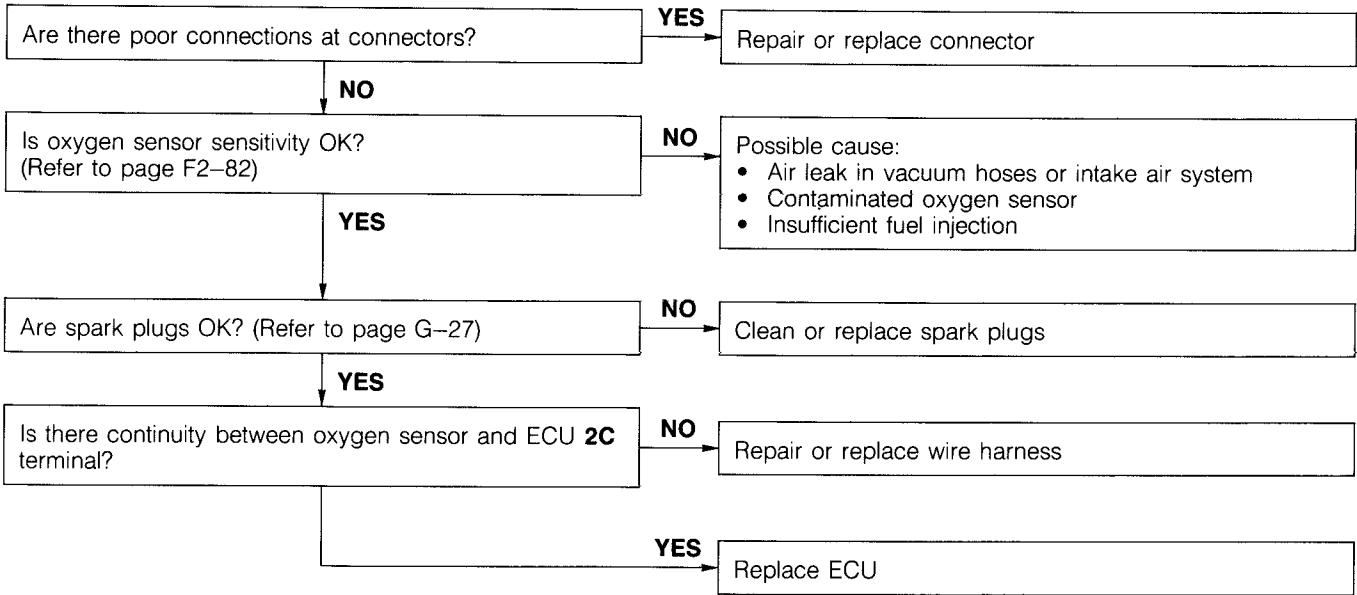 Are there poor connections at connectors?
YES
Repair or replace connector
NO
Is oxygen sensor sensitivity OK?
(Refer to page F2–82)
NO
Possible cause:
• Air leak in vacuum hoses or intake air system
• Contaminated oxygen sensor
• Insufficient fuel injection
YES
Are spark plugs OK? (Refer to page G–27)
NO
Clean or replace spark plugs
YES
Is there continuity between oxygen sensor and ECU 2C
terminal?
NO
Repair or replace wire harness
YES
Replace ECU